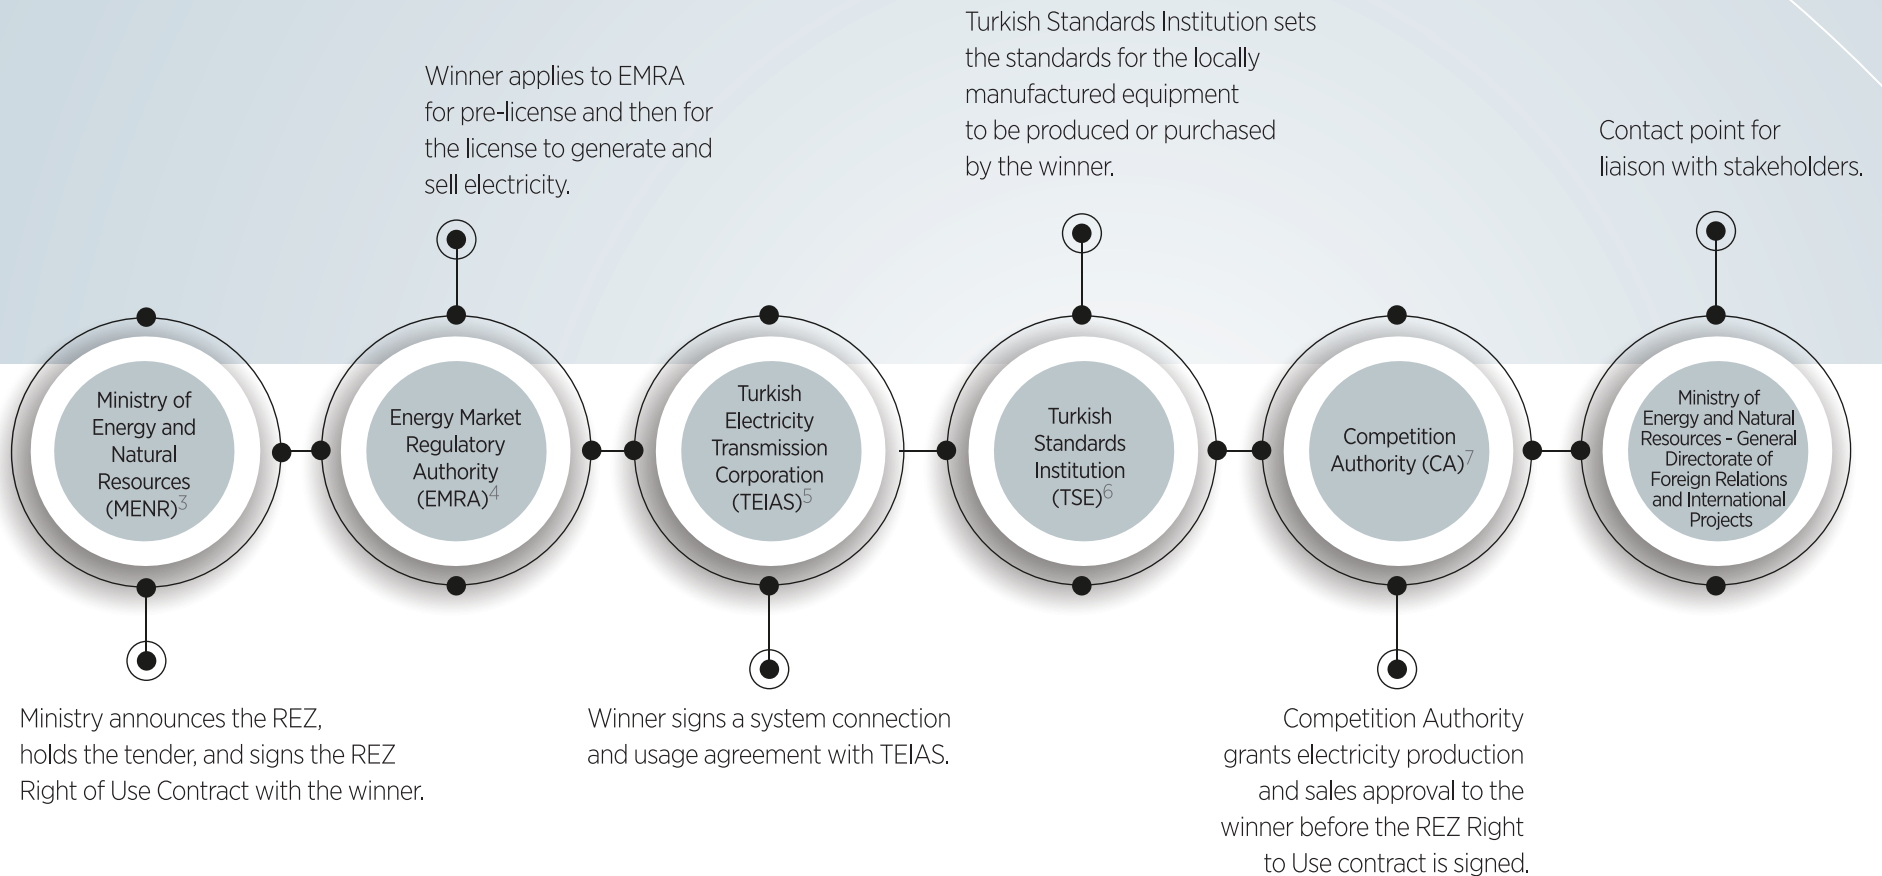 Turkish Standards Institution sets
the standards for the locally
manufactured equipment
to be produced or purchased
by the winner.
Winner applies to EMRA
for pre-license and then for
the license to generate and
sell electricity.
Contact point for
liaison with stakeholders.
Ministry of
Energy and
Natural
Resources
(MENR)3
Energy Market
Regulatory
Authority
(EMRA)4
Turkish
Electricity
Transmission
Corporation
(TEIAS)5
Turkish
Standards
Institution
(TSE)6
Competition
Authority (CA)7
Ministry of
Energy and Natural
Resources - General
Directorate of
Foreign Relations
and International
Projects
Ministry announces the REZ,
holds the tender, and signs the REZ
Right of Use Contract with the winner.
Winner signs a system connection
and usage agreement with TEIAS.
Competition Authority
grants electricity production
and sales approval to the
winner before the REZ Right
to Use contract is signed.